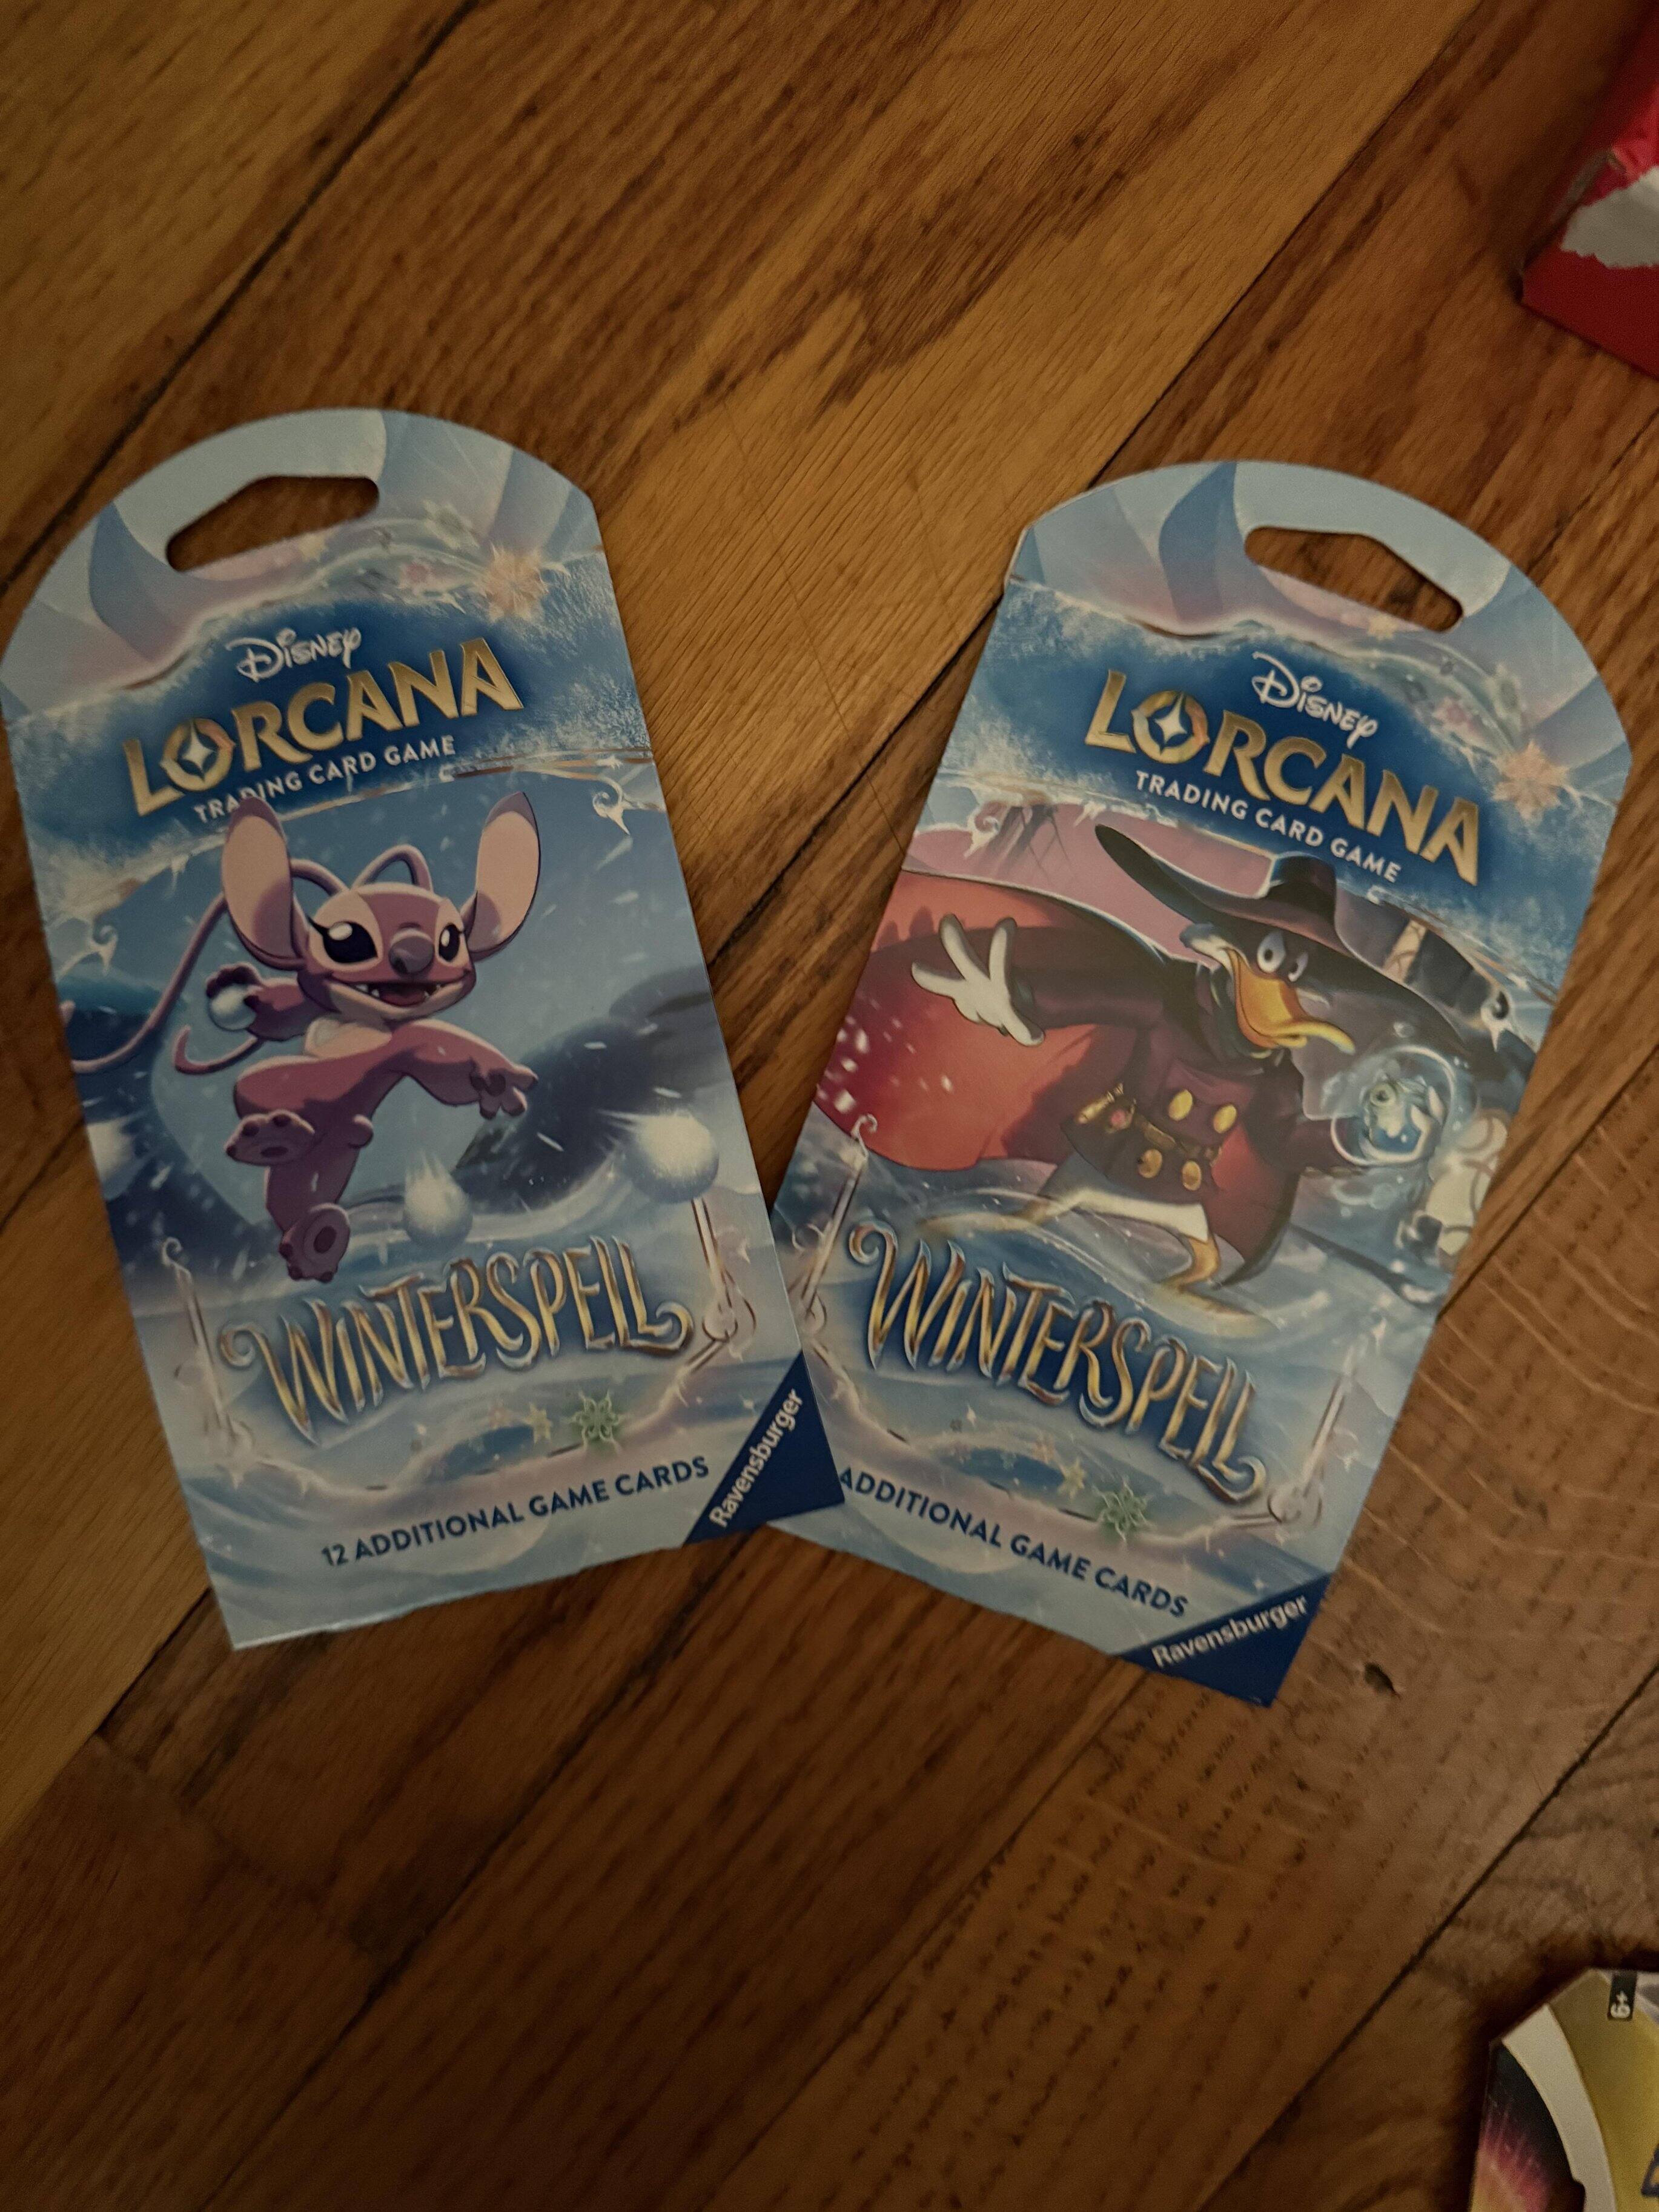 Disney
LORCANA
TRADING CARD GAME
WINTERSPELL
12 ADDITIONAL GAME CARDS
Ravensburger
Disney
LORCANA
TRADING CARD GAME
WINTERSPELL
ADDITIONAL GAME CARDS
Ravensburger
6+